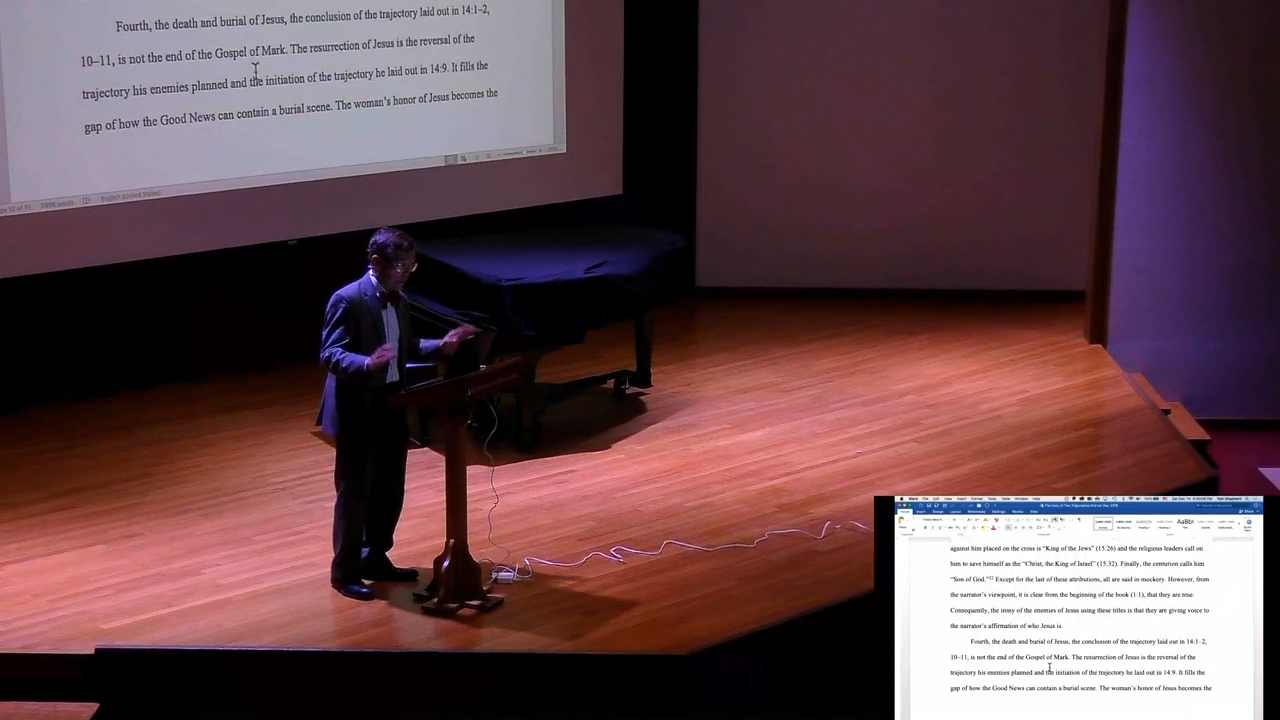 Fourth, the death and burial of Jesus, the conclusion of the trajectory laid out in 14:1–2,
10–11, is not the end of the Gospel of Mark. The resurrection of Jesus is the reversal of the
trajectory his enemies planned and the initiation of the trajectory he laid out in 14:9. It fills the
gap of how the Good News can contain a burial scene. The woman's honor of Jesus becomes the
English (United States)
against him placed on the cross is “King of the Jews” (15:26) and the religious leaders call on
him to save himself as the “Christ, the King of Israel” (15:32). Finally, the centurion calls him
“Son of God.” Except for the last of these attributions, all are said in mockery. However, from
the narrator's viewpoint, it is clear from the beginning of the book (1:1), that they are true.
Consequently, the irony of the enemies of Jesus using these titles is that they are giving voice to
the narrator's affirmation of who Jesus is.
Fourth, the death and burial of Jesus, the conclusion of the trajectory laid out in 14:1–2,
10–11, is not the end of the Gospel of Mark. The resurrection of Jesus is the reversal of the
trajectory his enemies planned and the initiation of the trajectory he laid out in 14:9. It fills the
gap of how the Good News can contain a burial scene. The woman's honor of Jesus becomes the